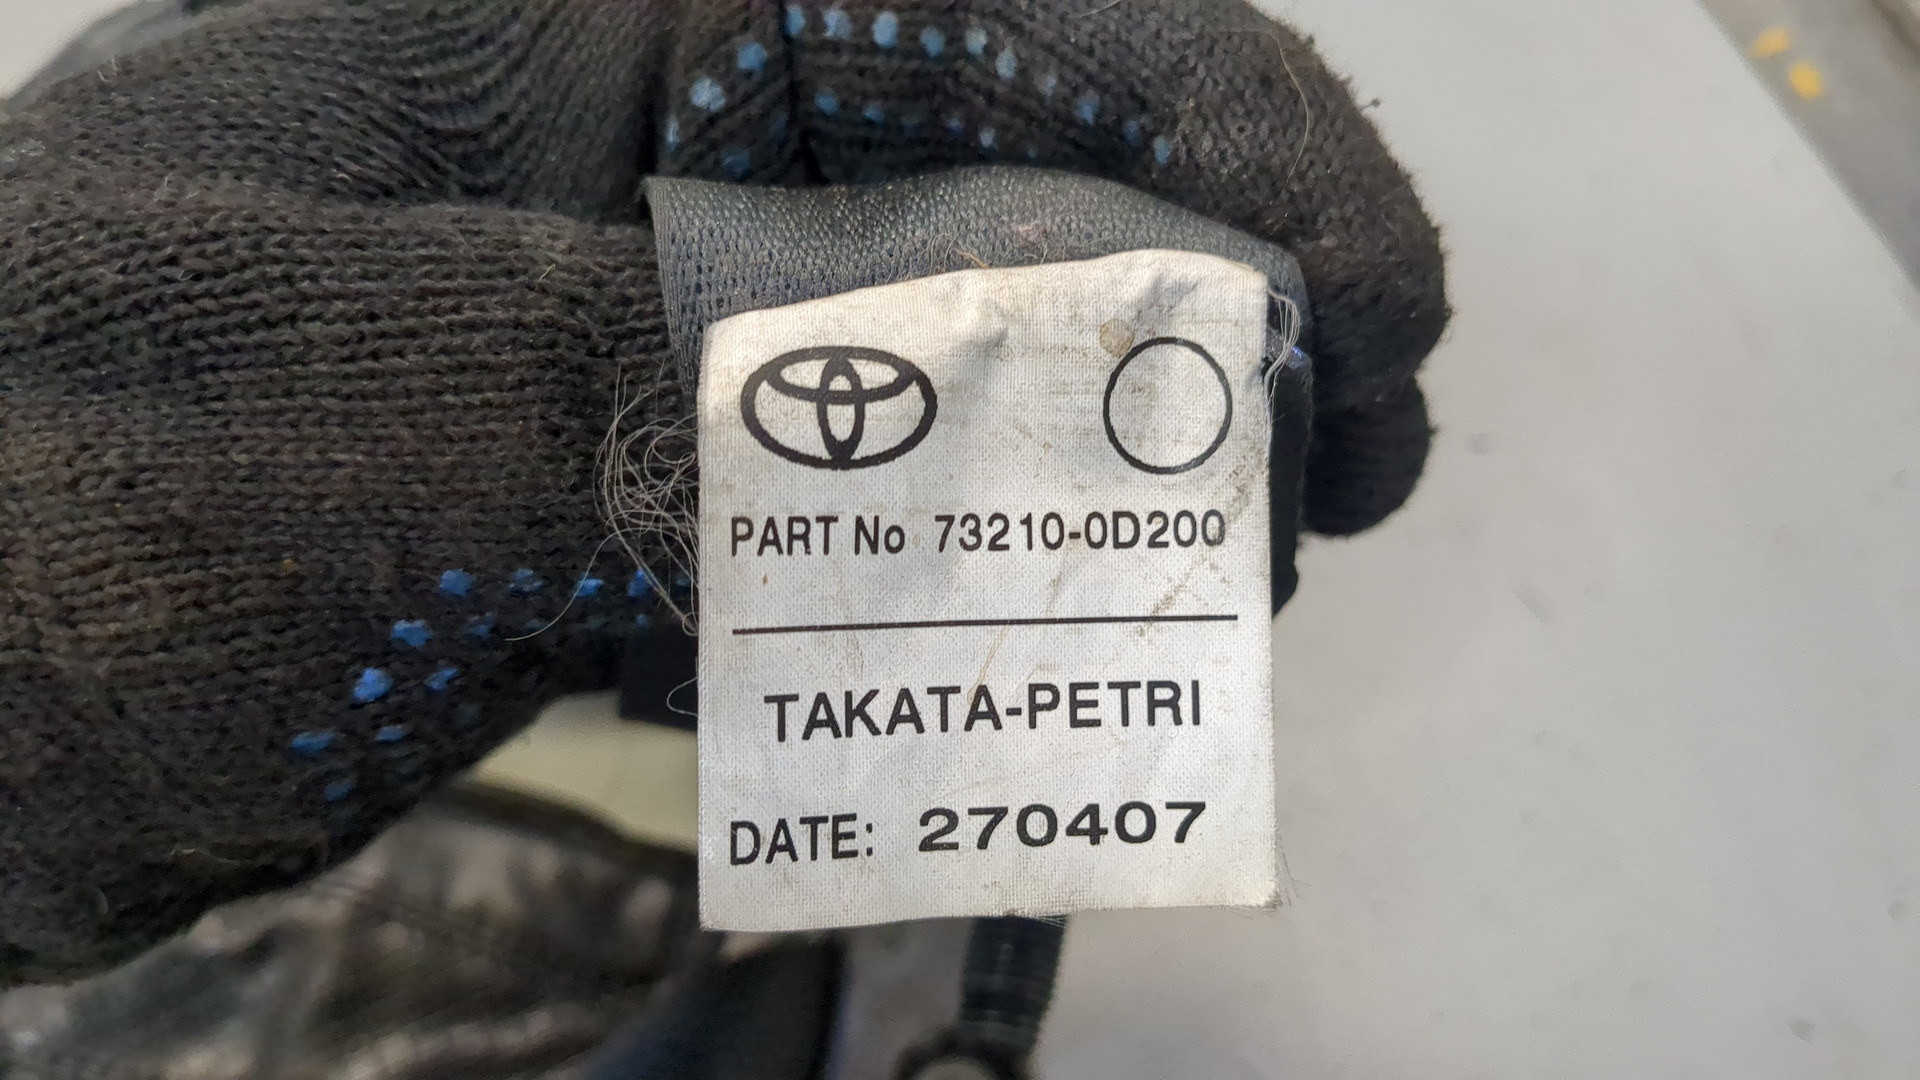 PART No 73210-0D200
TAKATA-PETRI
DATE: 270407